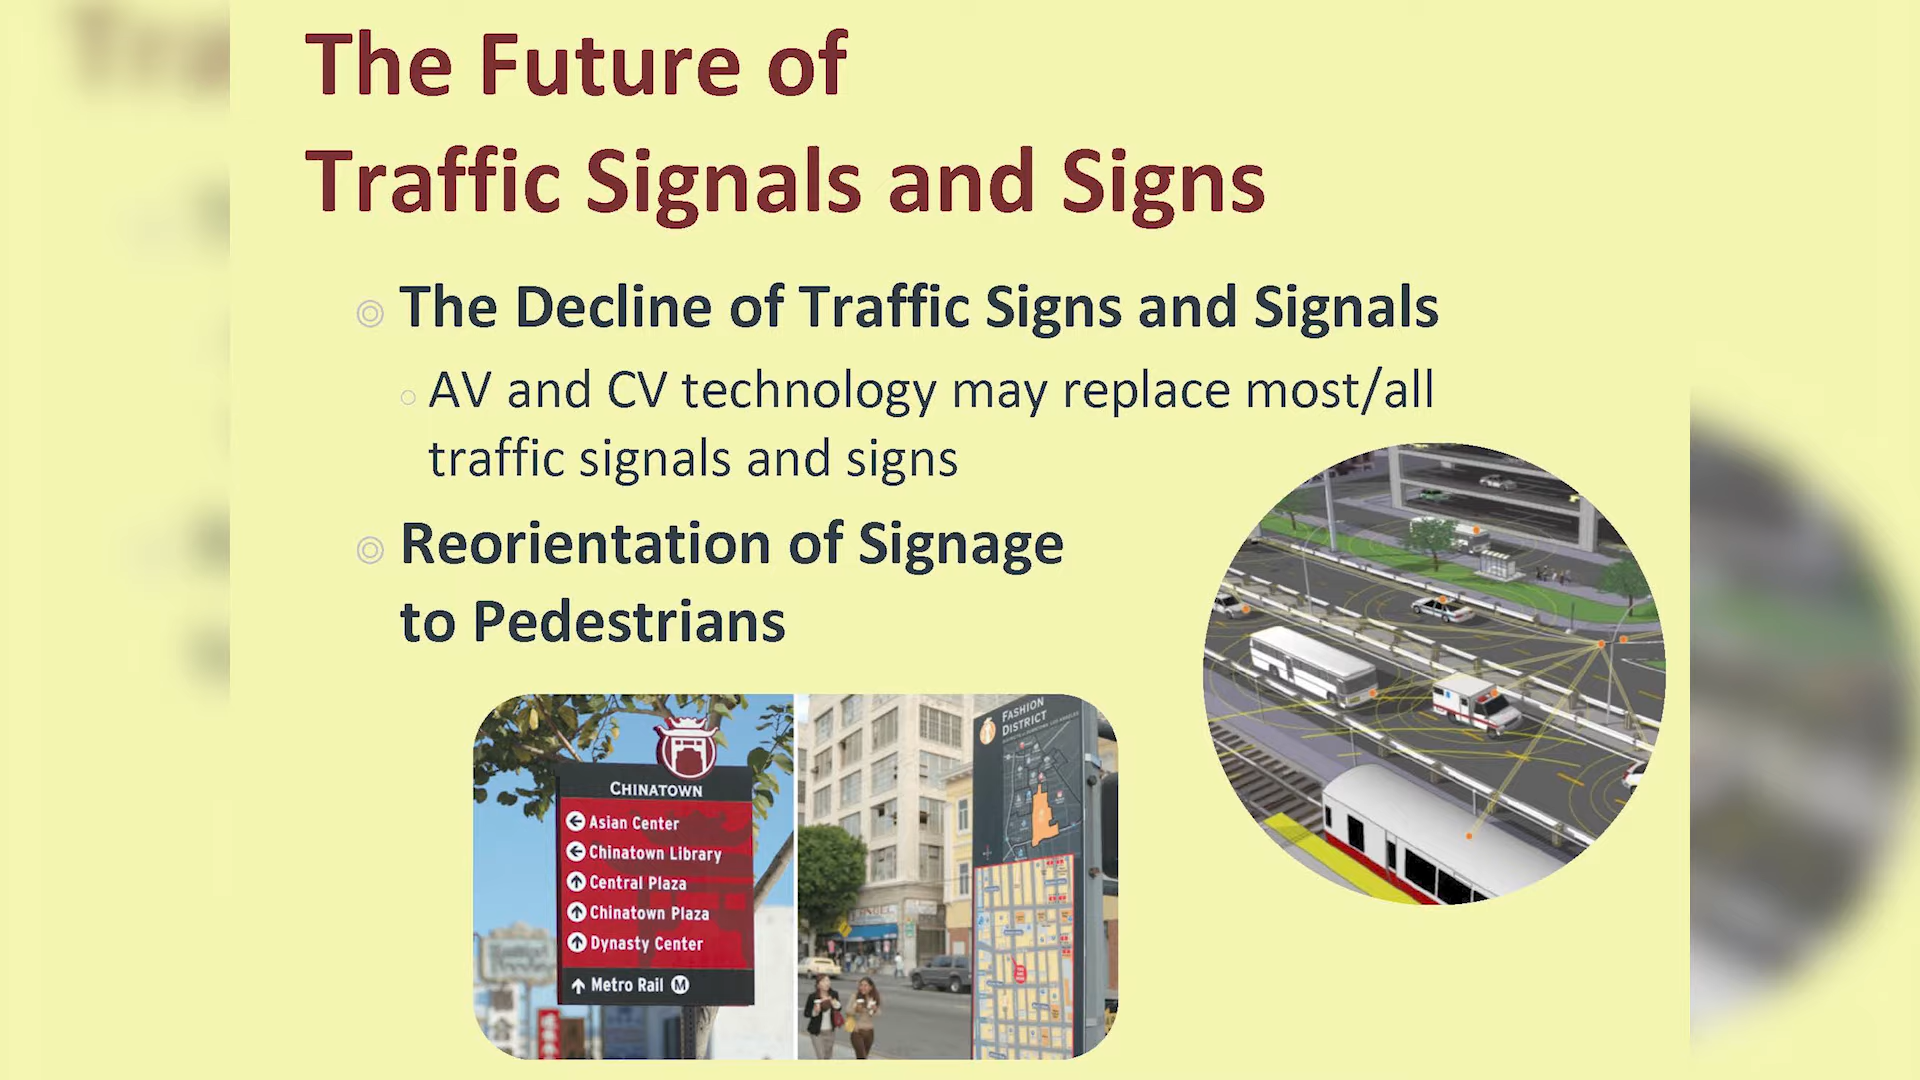 The Future of
Traffic Signals and Signs
The Decline of Traffic Signs and Signals
AV and CV technology may replace most/all
traffic signals and signs
Reorientation of Signage
to Pedestrians
CHINATOWN
Asian Center
Chinatown Library
Central Plaza
Chinatown Plaza
Dynasty Center
Metro Rail M
FASHION
DISTRICT